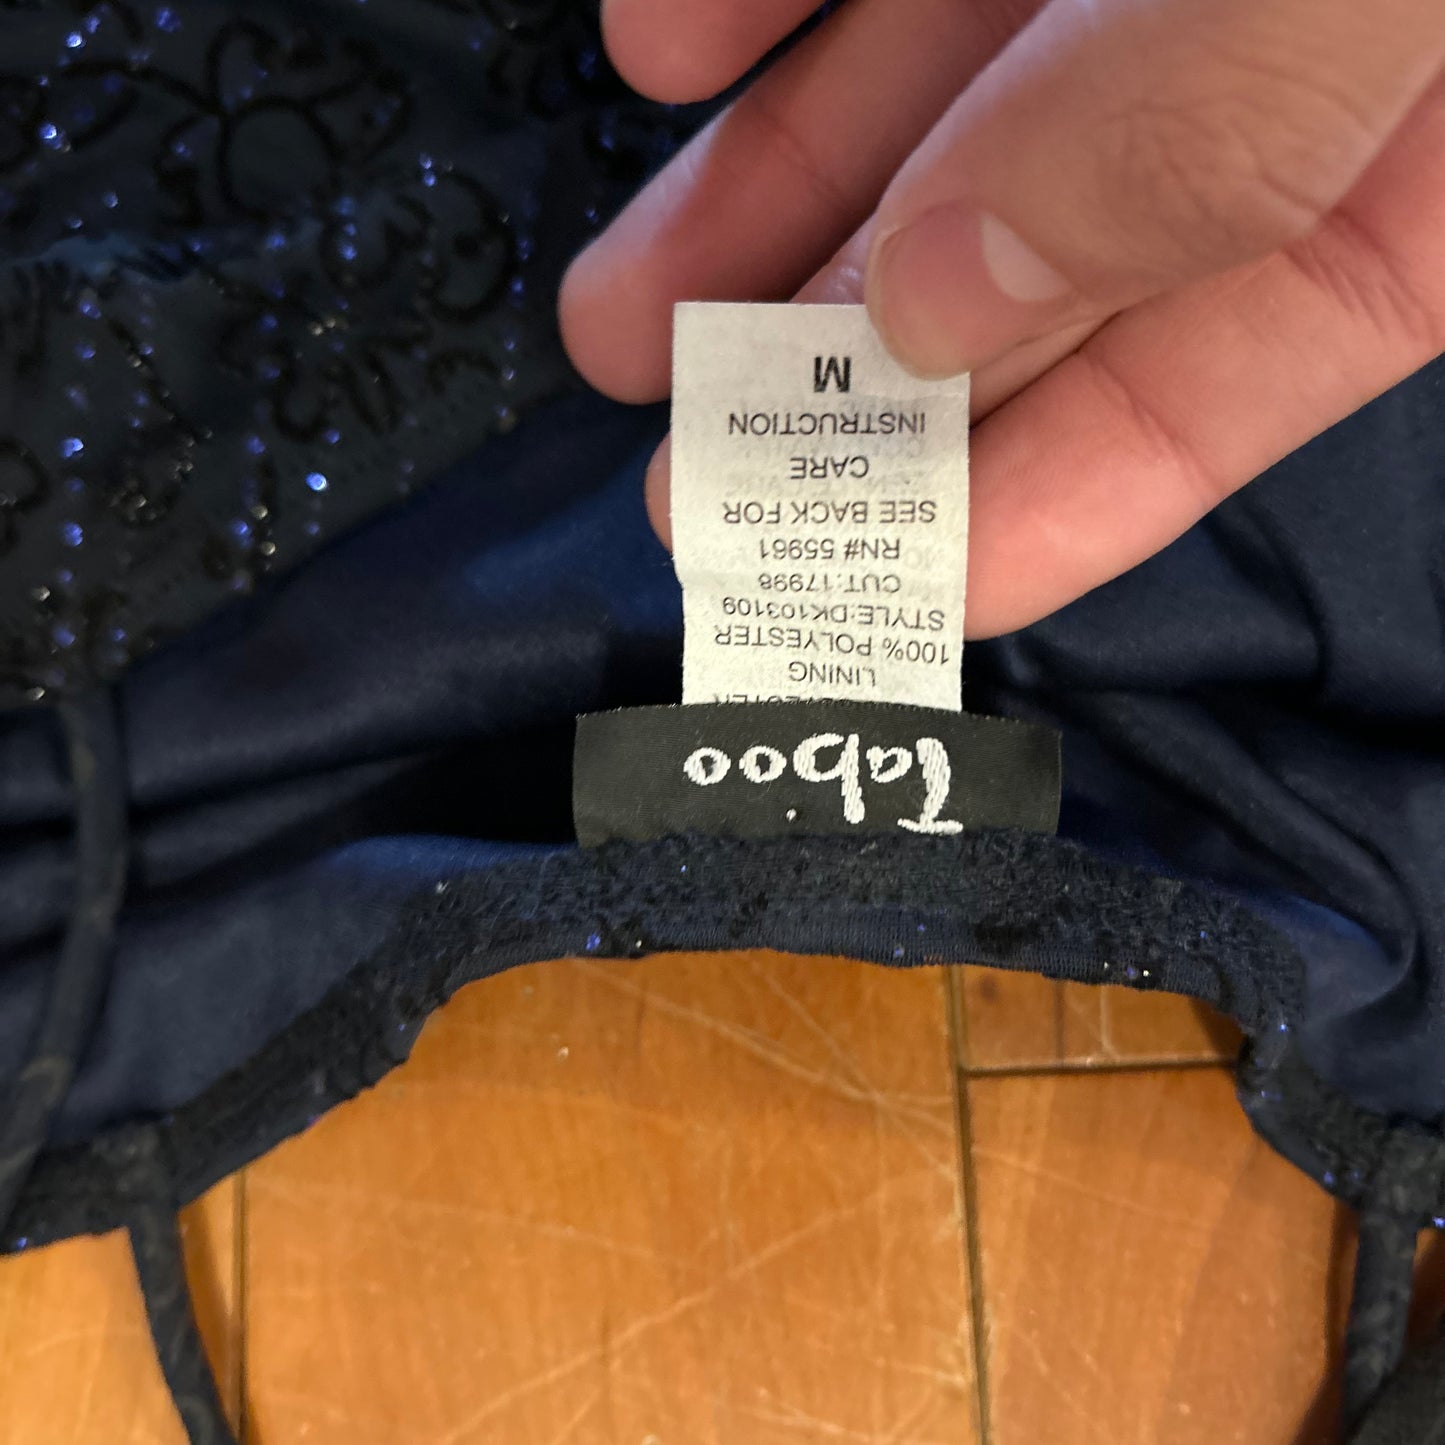 Taboo
LINING
100% POLYESTER
STYLE:DK103109
CUT:17998
RN# 55961
SEE BACK FOR
CARE
INSTRUCTION
M